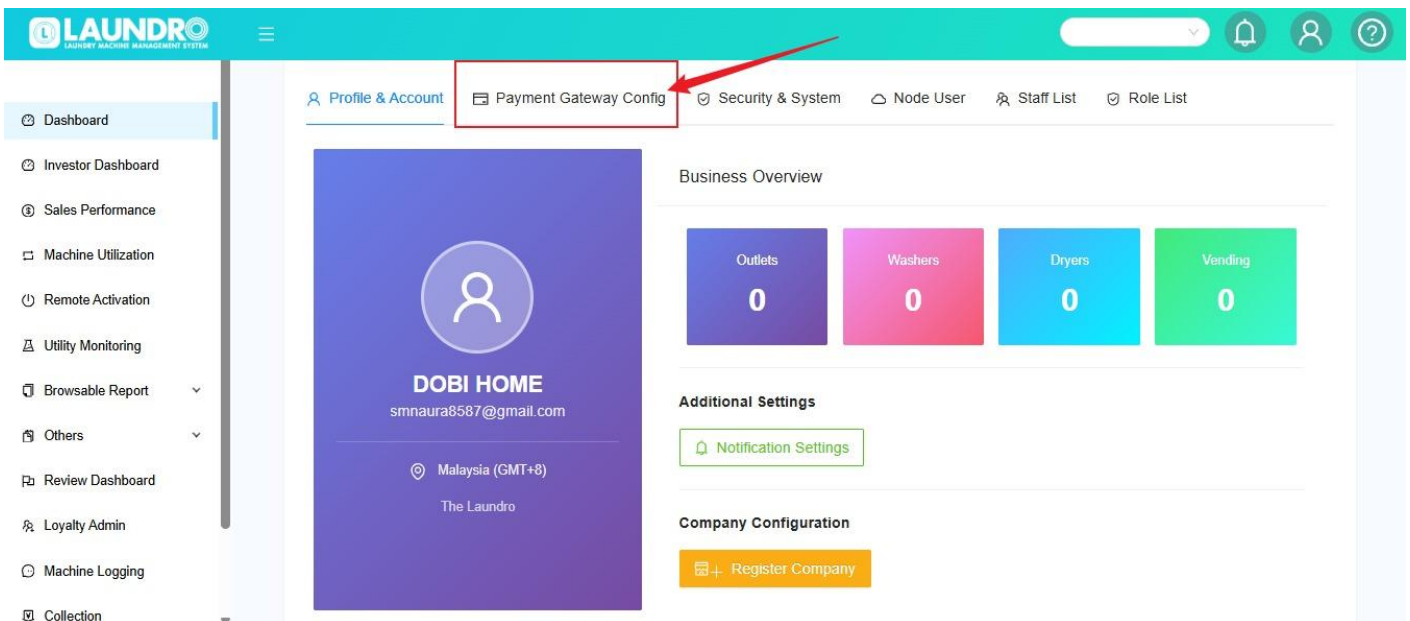 LAUNDRO
LAUNDRY MACHINE MANAGEMENT SYSTEM
Dashboard
Investor Dashboard
Sales Performance
Machine Utilization
Remote Activation
Utility Monitoring
Browsable Report
Others
Review Dashboard
Loyalty Admin
Machine Logging
Collection
Profile & Account Payment Gateway Config Security & System Node User Staff List Role List
DOBI HOME
smnaura8587@gmail.com
Malaysia (GMT+8)
The Laundro
Business Overview
Outlets Washers Dryers Vending
0 0 0 0
Additional Settings
Notification Settings
Company Configuration
Register Company